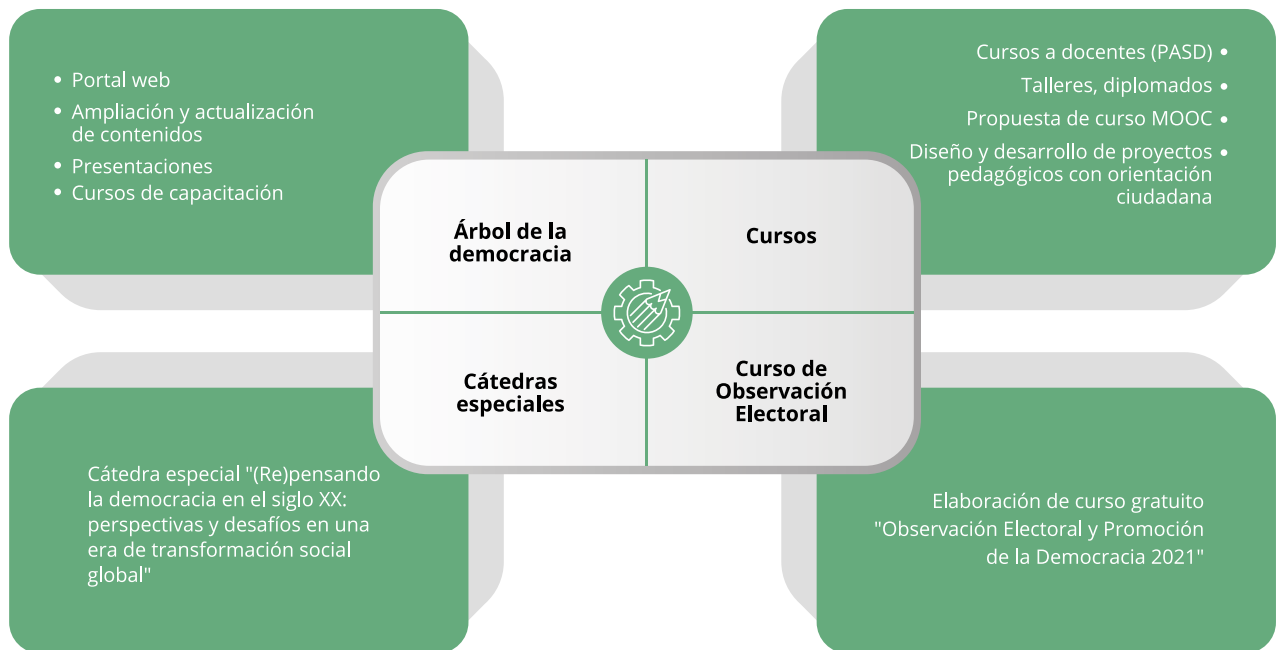 • Portal web
• Ampliación y actualización
de contenidos
• Presentaciones
• Cursos de capacitación
Cursos a docentes (PASD) •
Talleres, diplomados •
Propuesta de curso MOOC •
Diseño y desarrollo de proyectos •
pedagógicos con orientación
ciudadana
Árbol de la
democracia
Cursos
Cátedras
especiales
Curso de
Observación
Electoral
Cátedra especial "(Re)pensando
la democracia en el siglo XX:
perspectivas y desafíos en una
era de transformación social
global"
Elaboración de curso gratuito
"Observación Electoral y Promoción
de la Democracia 2021"